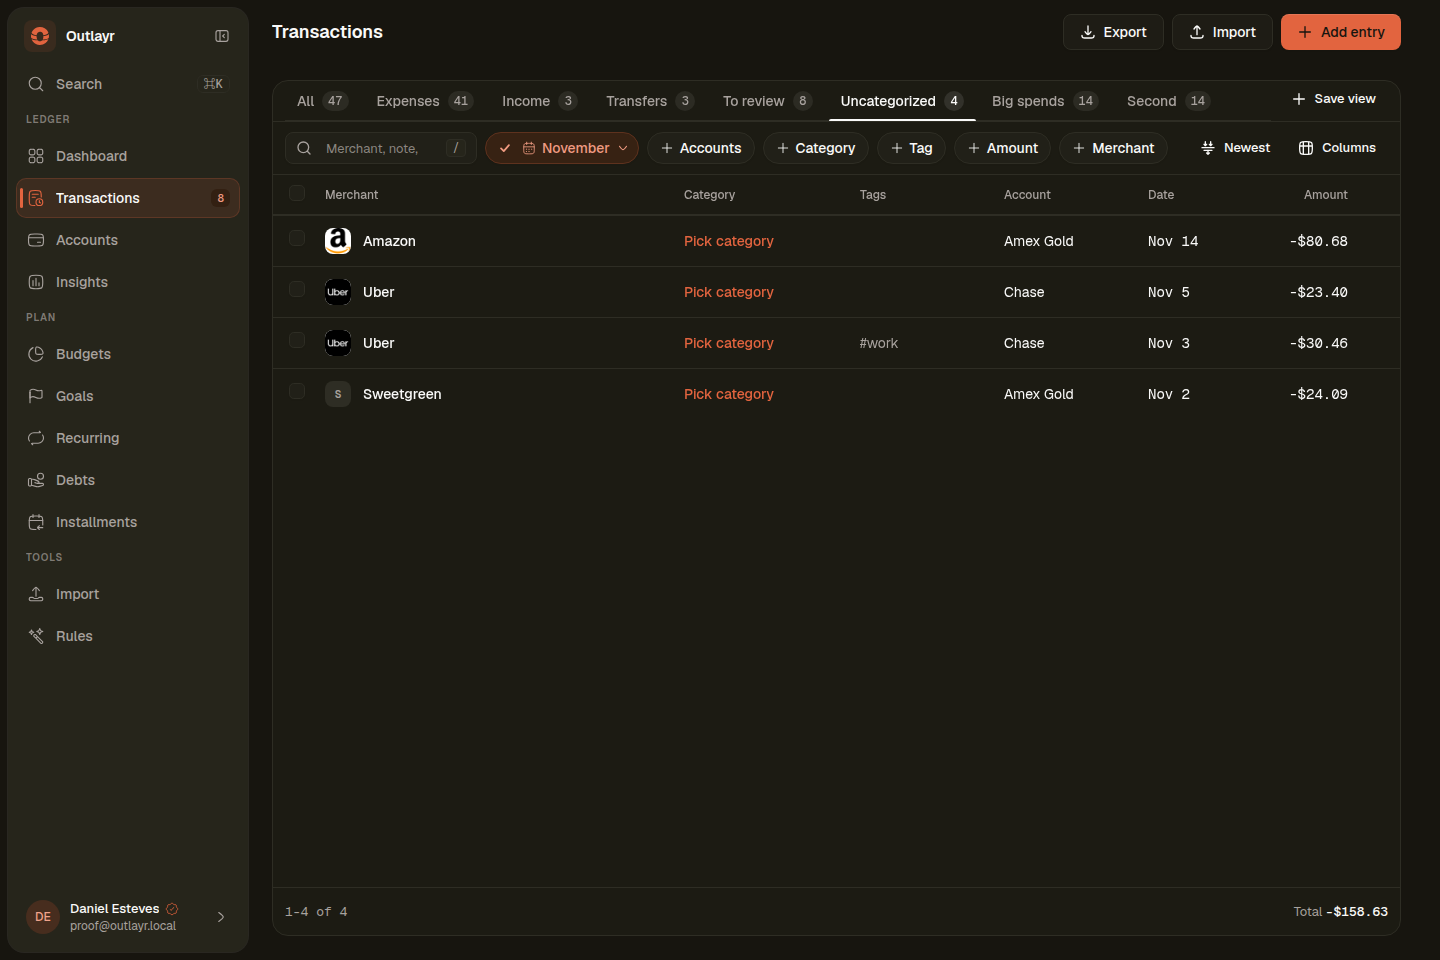 Outlayr
Search ⌘K
LEDGER
Dashboard
Transactions 8
Accounts
Insights
PLAN
Budgets
Goals
Recurring
Debts
Installments
TOOLS
Import
Rules
DE
Daniel Esteves
proof@outlayr.local
Transactions
Export Import Add entry
All 47 Expenses 41 Income 3 Transfers 3 To review 8 Uncategorized 4 Big spends 14 Second 14 Save view
Merchant, note, / November Accounts Category Tag Amount Merchant Newest Columns
Merchant Category Tags Account Date Amount
a Amazon Pick category Amex Gold Nov 14 -$80.68
Uber Uber Pick category Chase Nov 5 -$23.40
Uber Uber Pick category #work Chase Nov 3 -$30.46
S Sweetgreen Pick category Amex Gold Nov 2 -$24.09
1-4 of 4 Total -$158.63